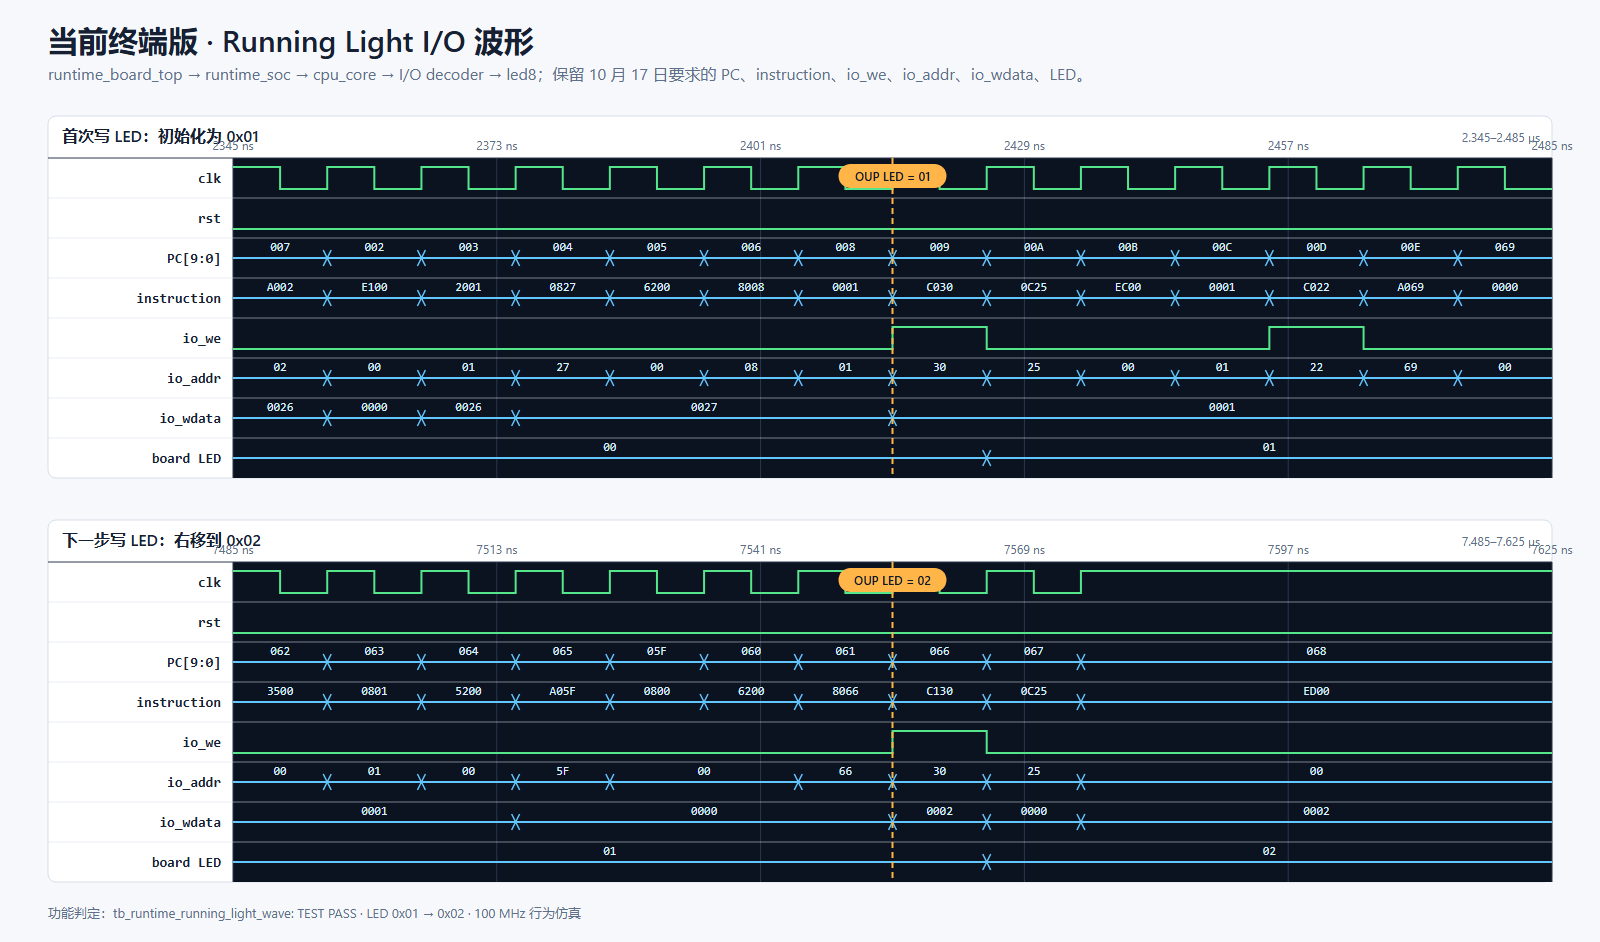 当前终端版 · Running Light I/O 波形
runtime_board_top → runtime_soc → cpu_core → I/O decoder → led8；保留 10 月 17 日要求的 PC、instruction、io_we、io_addr、io_wdata、LED。
首次写 LED：初始化为 0x01
2.345–2.485 µs
2345 ns 2373 ns 2401 ns 2429 ns 2457 ns 2485 ns
clk OUP LED = 01
rst
PC[9:0] 007 002 003 004 005 006 008 009 00A 00B 00C 00D 00E 069
instruction A002 E100 2001 0827 6200 8008 0001 C030 0C25 EC00 0001 C022 A069 0000
io_we
io_addr 02 00 01 27 00 08 01 30 25 00 01 22 69 00
io_wdata 0026 0000 0026 0027 0001
board LED 00 01
下一步写 LED：右移到 0x02
7.485–7.625 µs
7485 ns 7513 ns 7541 ns 7569 ns 7597 ns 7625 ns
clk OUP LED = 02
rst
PC[9:0] 062 063 064 065 05F 060 061 066 067 068
instruction 3500 0801 5200 A05F 0800 6200 8066 C130 0C25 ED00
io_we
io_addr 00 01 00 5F 00 66 30 25 00
io_wdata 0001 0000 0002 0000 0002
board LED 01 02
功能判定：tb_runtime_running_light_wave: TEST PASS · LED 0x01 → 0x02 · 100 MHz 行为仿真